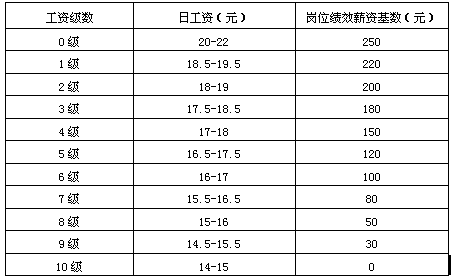 工资级数 日工资（元） 岗位绩效薪资基数（元）
0级 20-22 250
1级 18.5-19.5 220
2级 18-19 200
3级 17.5-18.5 180
4级 17-18 150
5级 16.5-17.5 120
6级 16-17 100
7级 15.5-16.5 80
8级 15-16 50
9级 14.5-15.5 30
10级 14-15 0